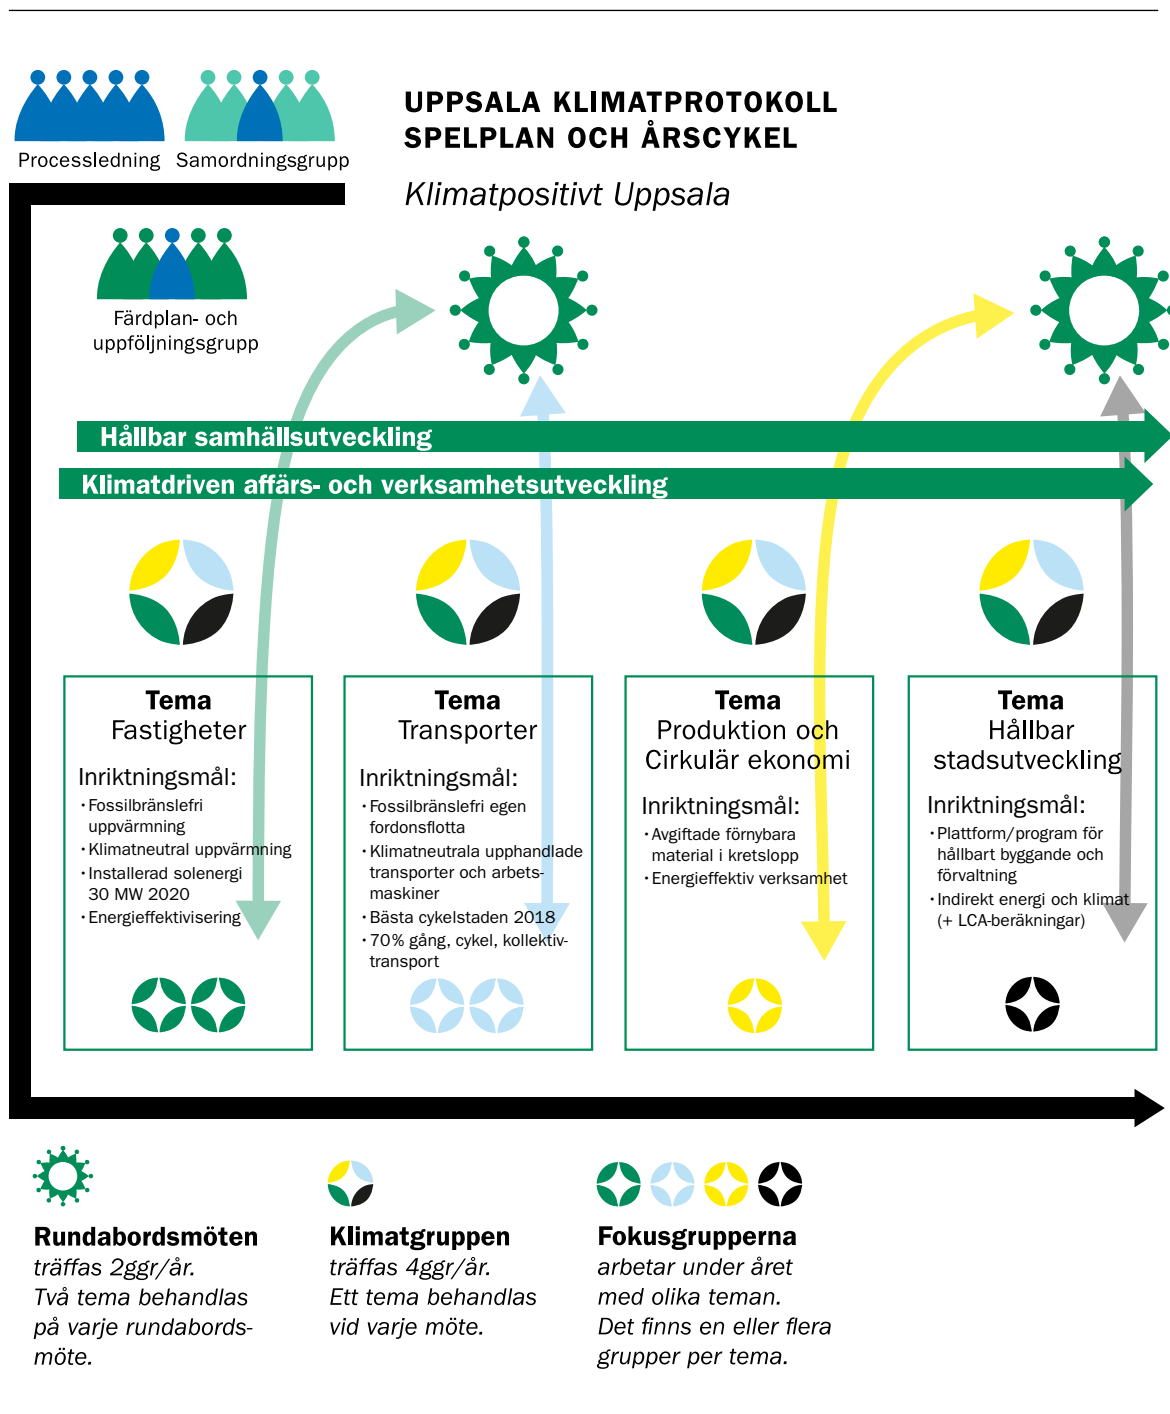 Processledning
Samordningsgrupp
UPPSALA KLIMATPROTOKOLL
SPELPLAN OCH ÅRSCYKEL
Klimatpositivt Uppsala
Färdplan- och
uppföljningsgrupp
Hållbar samhällsutveckling
Klimatdriven affärs- och verksamhetsutveckling
Tema
Fastigheter
Inriktningsmål:
· Fossilbränslefri
uppvärmning
· Klimatneutral uppvärmning
· Installerad solenergi
30 MW 2020
· Energieffektivisering
Tema
Transporter
Inriktningsmål:
· Fossilbränslefri egen
fordonsflotta
· Klimatneutrala upphandlade
transporter och arbets-
maskiner
· Bästa cykelstaden 2018
· 70% gång, cykel, kollektiv-
transport
Tema
Produktion och
Cirkulär ekonomi
Inriktningsmål:
· Avgiftade förnybara
material i kretslopp
· Energieffektiv verksamhet
Tema
Hållbar
stadsutveckling
Inriktningsmål:
· Plattform/program för
hållbart byggande och
förvaltning
· Indirekt energi och klimat
(+ LCA-beräkningar)
Rundabordsmöten
träffas 2ggr/år.
Två tema behandlas
på varje rundabords-
möte.
Klimatgruppen
träffas 4ggr/år.
Ett tema behandlas
vid varje möte.
Fokusgrupperna
arbetar under året
med olika teman.
Det finns en eller flera
grupper per tema.